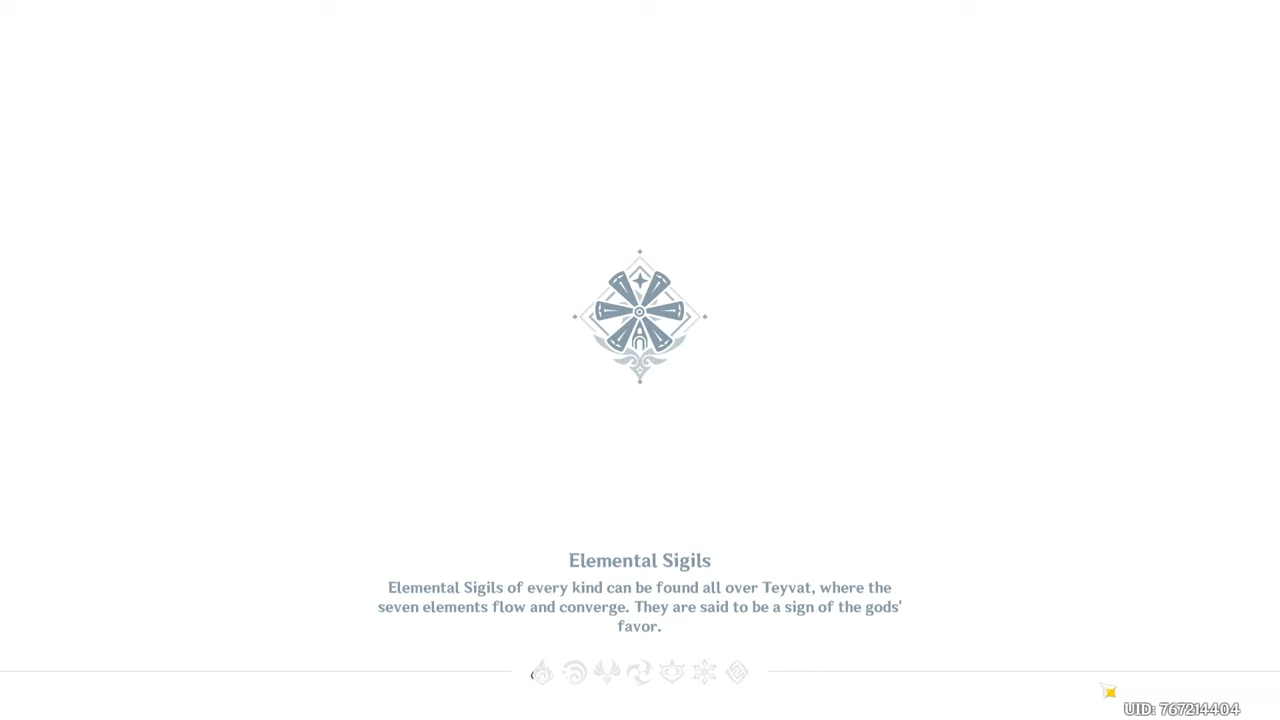 Elemental Sigils
Elemental Sigils of every kind can be found all over Teyvat, where the
seven elements flow and converge. They are said to be a sign of the gods'
favor.
UID: 767214404